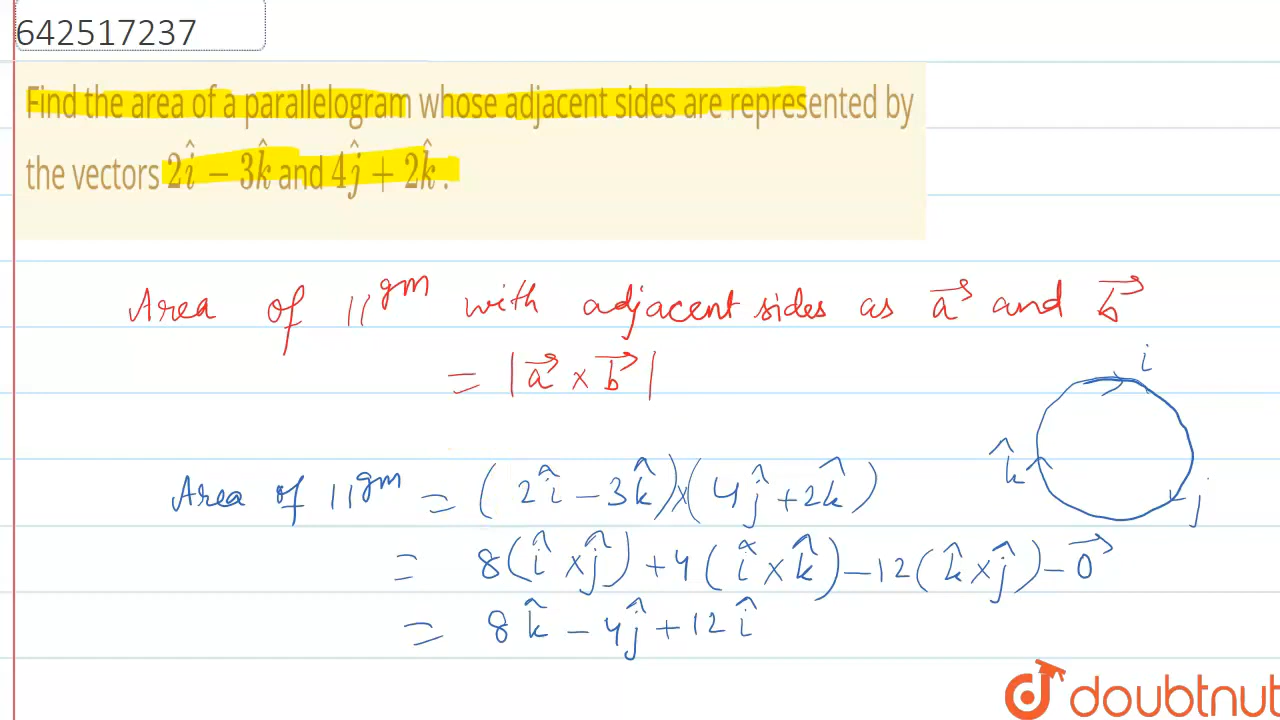 642517237
Find the area of a parallelogram whose adjacent sides are represented by
the vectors 2î − 3k̂ and 4ĵ + 2k̂ .
Area of ||gm with adjacent sides as a⃗ and b⃗
= |a⃗ × b⃗|
i
k̂
j
Area of ||gm = (2î − 3k̂) × (4ĵ + 2k̂)
= 8(î × ĵ) + 4(î × k̂) − 12(k̂ × ĵ) − 0⃗
= 8k̂ − 4ĵ + 12î
doubtnut